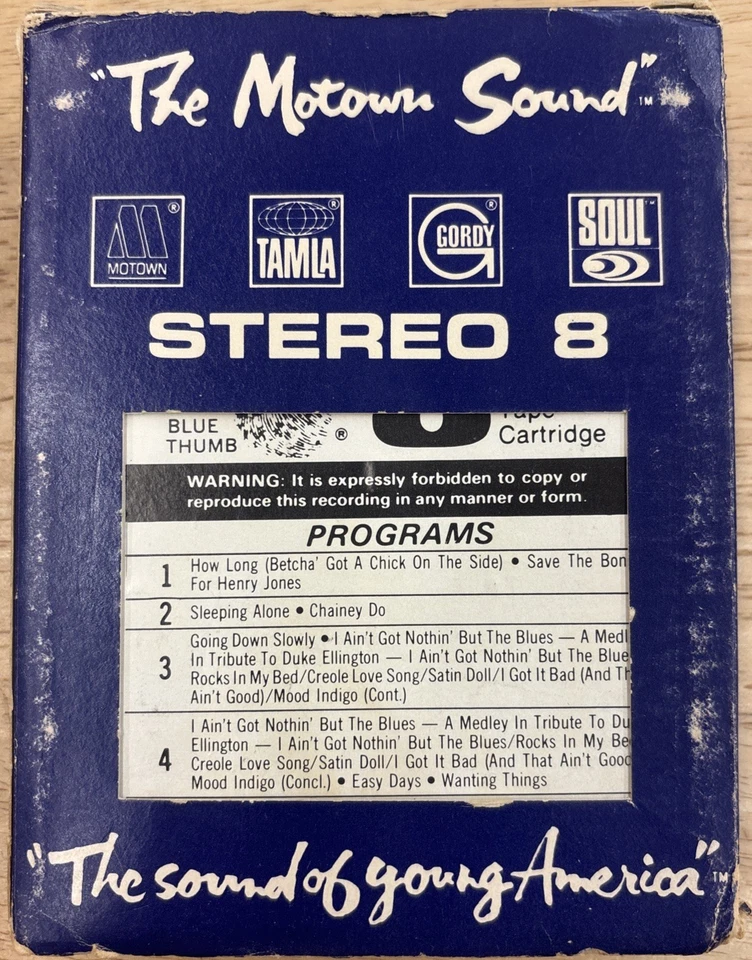 "The Motown Sound"™
MOTOWN ®
TAMLA ®
GORDY ®
SOUL ™
STEREO 8
BLUE
THUMB ®
Tape
Cartridge
WARNING: It is expressly forbidden to copy or
reproduce this recording in any manner or form.
PROGRAMS
1 How Long (Betcha' Got A Chick On The Side) • Save The Bon
For Henry Jones
2 Sleeping Alone • Chainey Do
3 Going Down Slowly • I Ain't Got Nothin' But The Blues — A Medl
In Tribute To Duke Ellington — I Ain't Got Nothin' But The Blue
Rocks In My Bed/Creole Love Song/Satin Doll/I Got It Bad (And Th
Ain't Good)/Mood Indigo (Cont.)
4 I Ain't Got Nothin' But The Blues — A Medley In Tribute To Du
Ellington — I Ain't Got Nothin' But The Blues/Rocks In My Be
Creole Love Song/Satin Doll/I Got It Bad (And That Ain't Good
Mood Indigo (Concl.) • Easy Days • Wanting Things
"The sound of young America"™